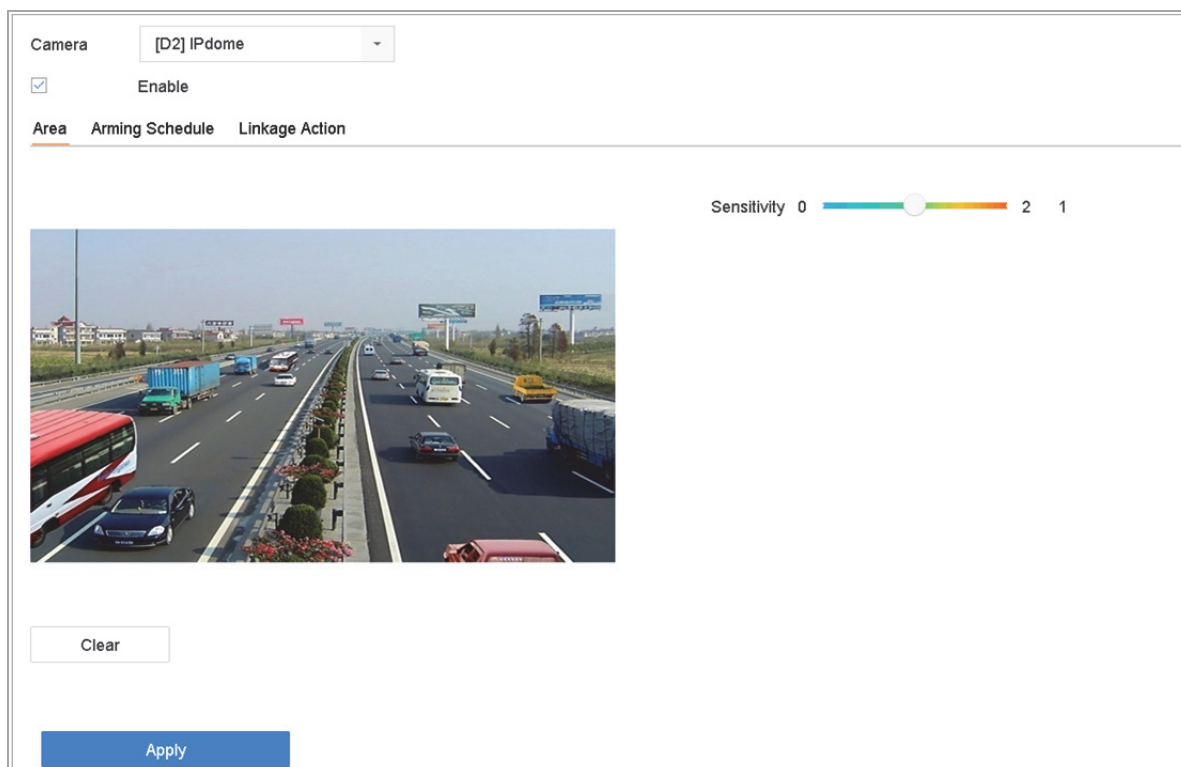 Camera [D2] IPdome
Enable
Area Arming Schedule Linkage Action
Sensitivity 0 2 1
Clear
Apply